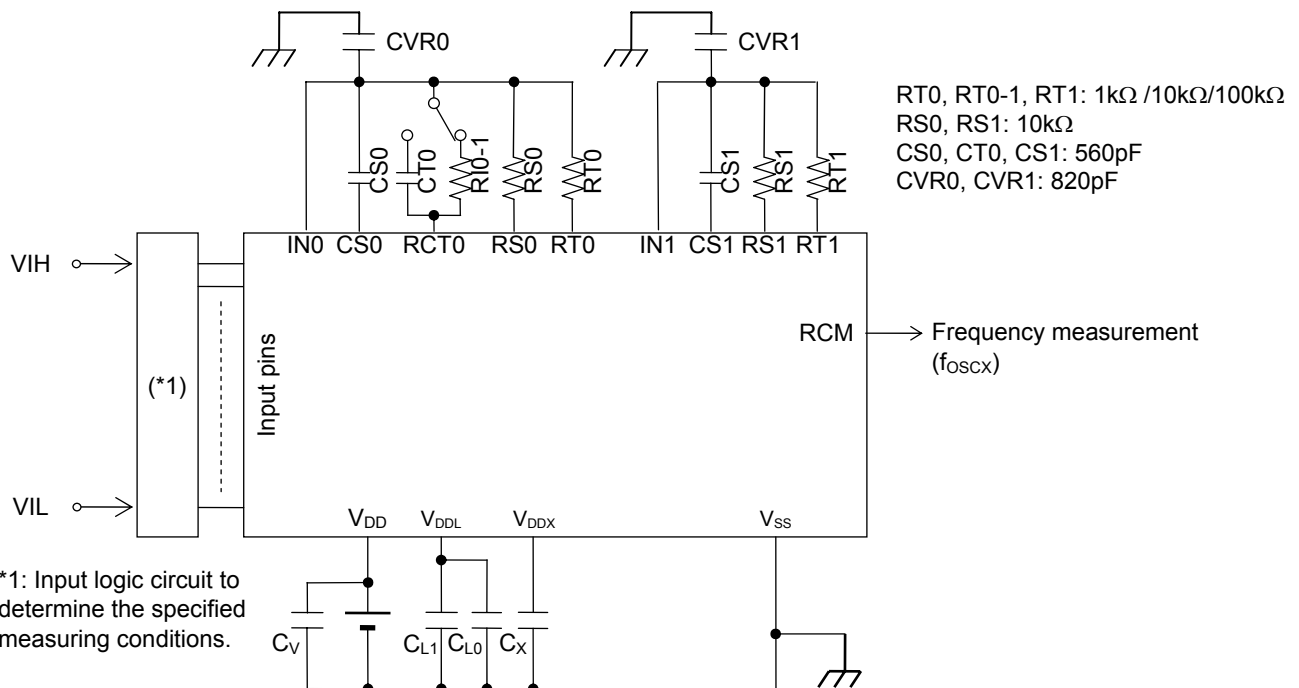 CVR0
CVR1
RT0, RT0-1, RT1: 1kΩ /10kΩ/100kΩ
RS0, RS1: 10kΩ
CS0, CT0, CS1: 560pF
CVR0, CVR1: 820pF
CS0
CT0
RI0-1
RS0
RT0
CS1
RS1
RT1
IN0 CS0 RCT0 RS0 RT0
IN1 CS1 RS1 RT1
VIH
(*1)
Input pins
RCM
Frequency measurement
(fOSCX)
VIL
VDD VDDL VDDX VSS
*1: Input logic circuit to
determine the specified
measuring conditions.
CV
CL1
CL0
CX